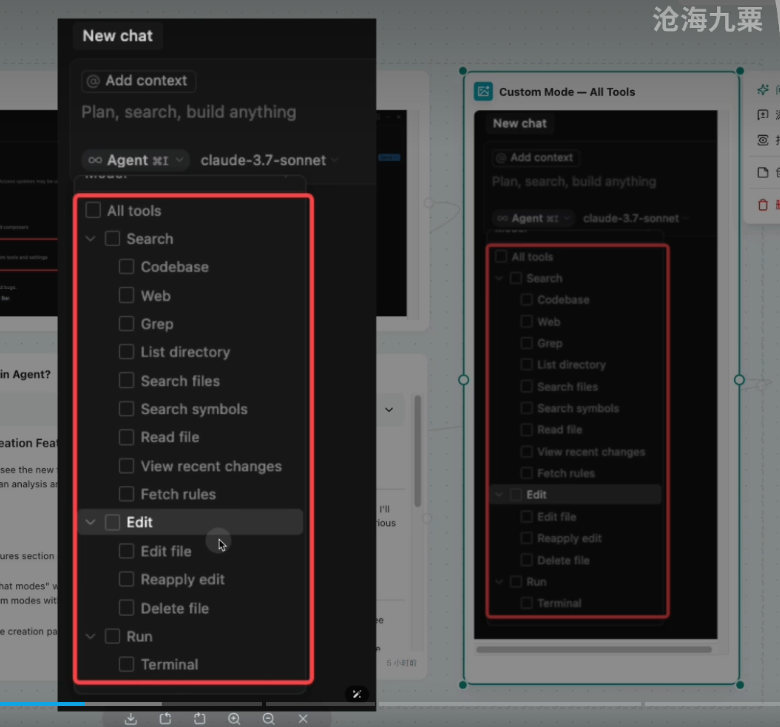 沧海九粟
New chat
@ Add context
Plan, search, build anything
∞ Agent ⌘I
claude-3.7-sonnet
All tools
Search
Codebase
Web
Grep
List directory
Search files
Search symbols
Read file
View recent changes
Fetch rules
Edit
Edit file
Reapply edit
Delete file
Run
Terminal
in Agent?
eation Feat
see the new
an analysis a
ures section
hat modes" w
m modes with
e creation pa
I'll
rious
ee
Custom Mode — All Tools
New chat
@ Add context
Plan, search, build anything
∞ Agent ⌘I
claude-3.7-sonnet
All tools
Search
Codebase
Web
Grep
List directory
Search files
Search symbols
Read file
View recent changes
Fetch rules
Edit
Edit file
Reapply edit
Delete file
Run
Terminal